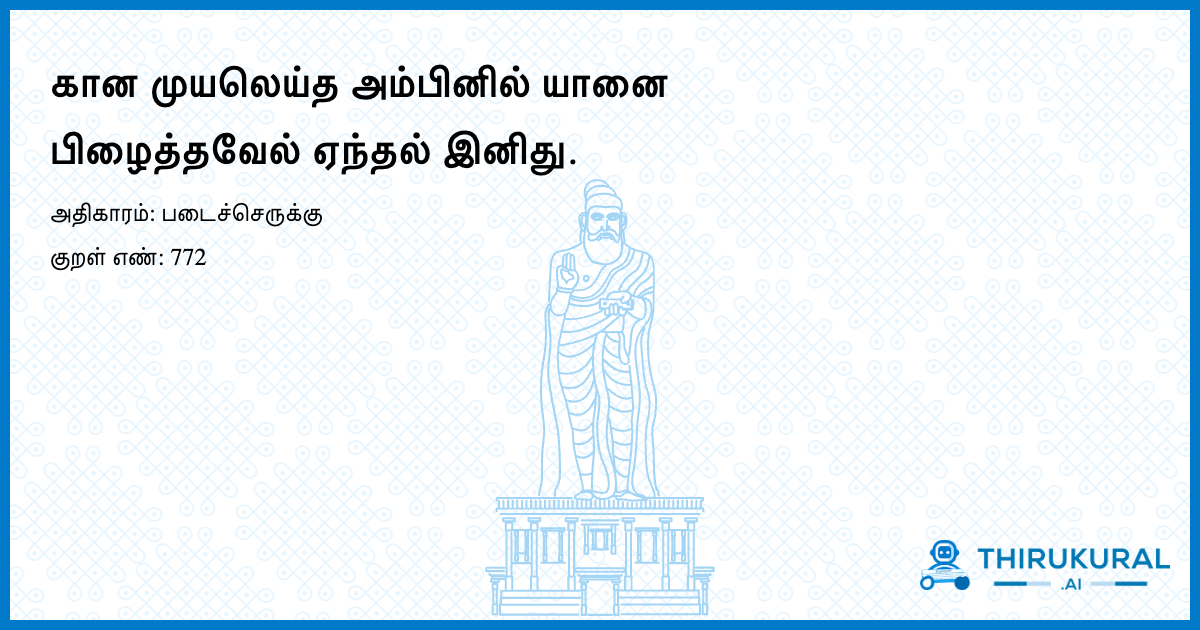 கான முயலெய்த அம்பினில் யானை
பிழைத்தவேல் ஏந்தல் இனிது.
அதிகாரம்: படைச்செருக்கு
குறள் எண்: 772
THIRUKURAL
.AI